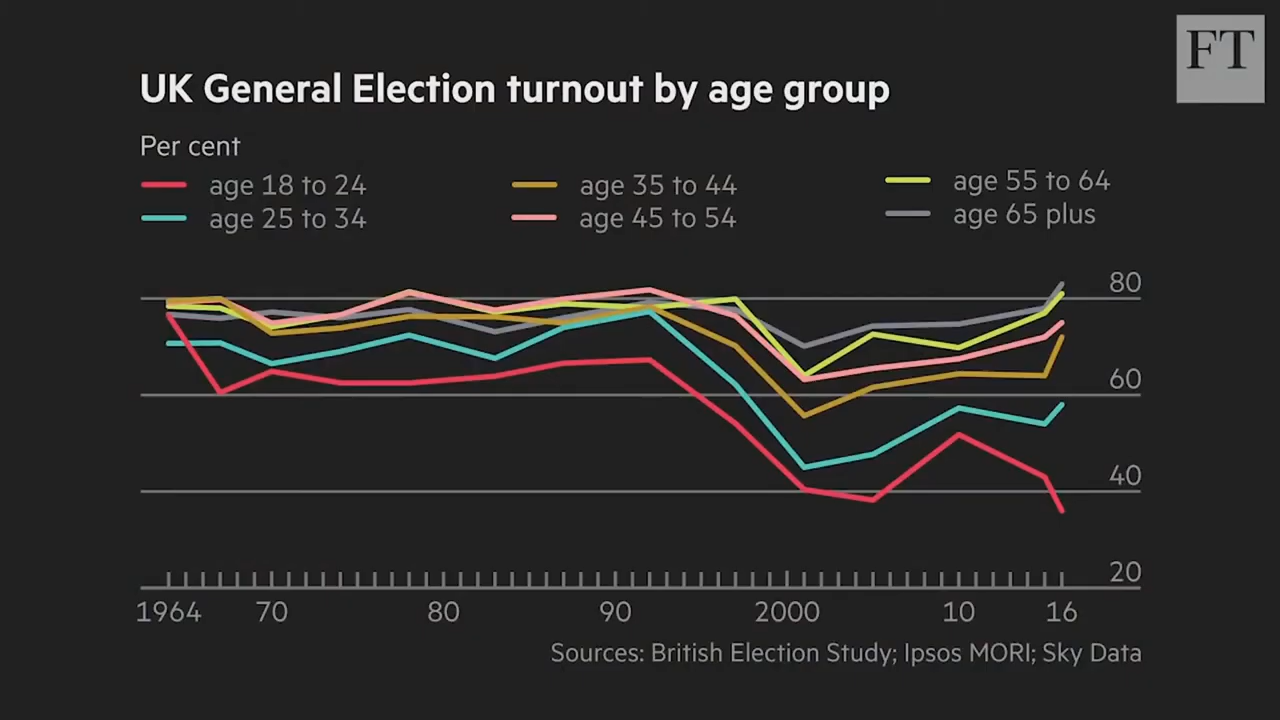 FT
UK General Election turnout by age group
Per cent
age 18 to 24
age 25 to 34
age 35 to 44
age 45 to 54
age 55 to 64
age 65 plus
80
60
40
20
1964 70 80 90 2000 10 16
Sources: British Election Study; Ipsos MORI; Sky Data